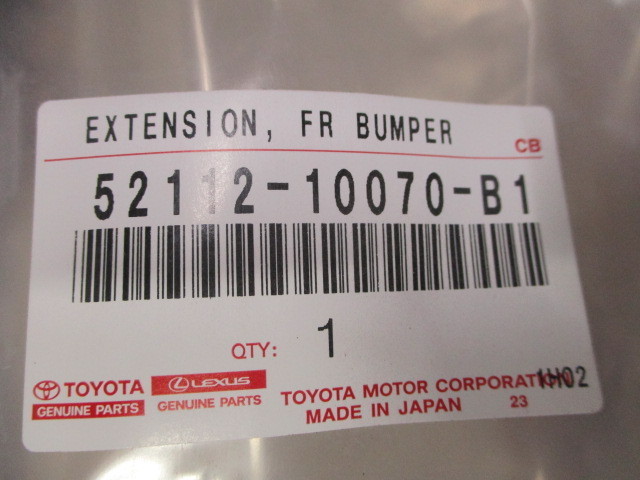 EXTENSION, FR BUMPER
CB
52112-10070-B1
QTY: 1
TOYOTA
GENUINE PARTS
LEXUS
GENUINE PARTS
TOYOTA MOTOR CORPORATION
MADE IN JAPAN 23
1H02